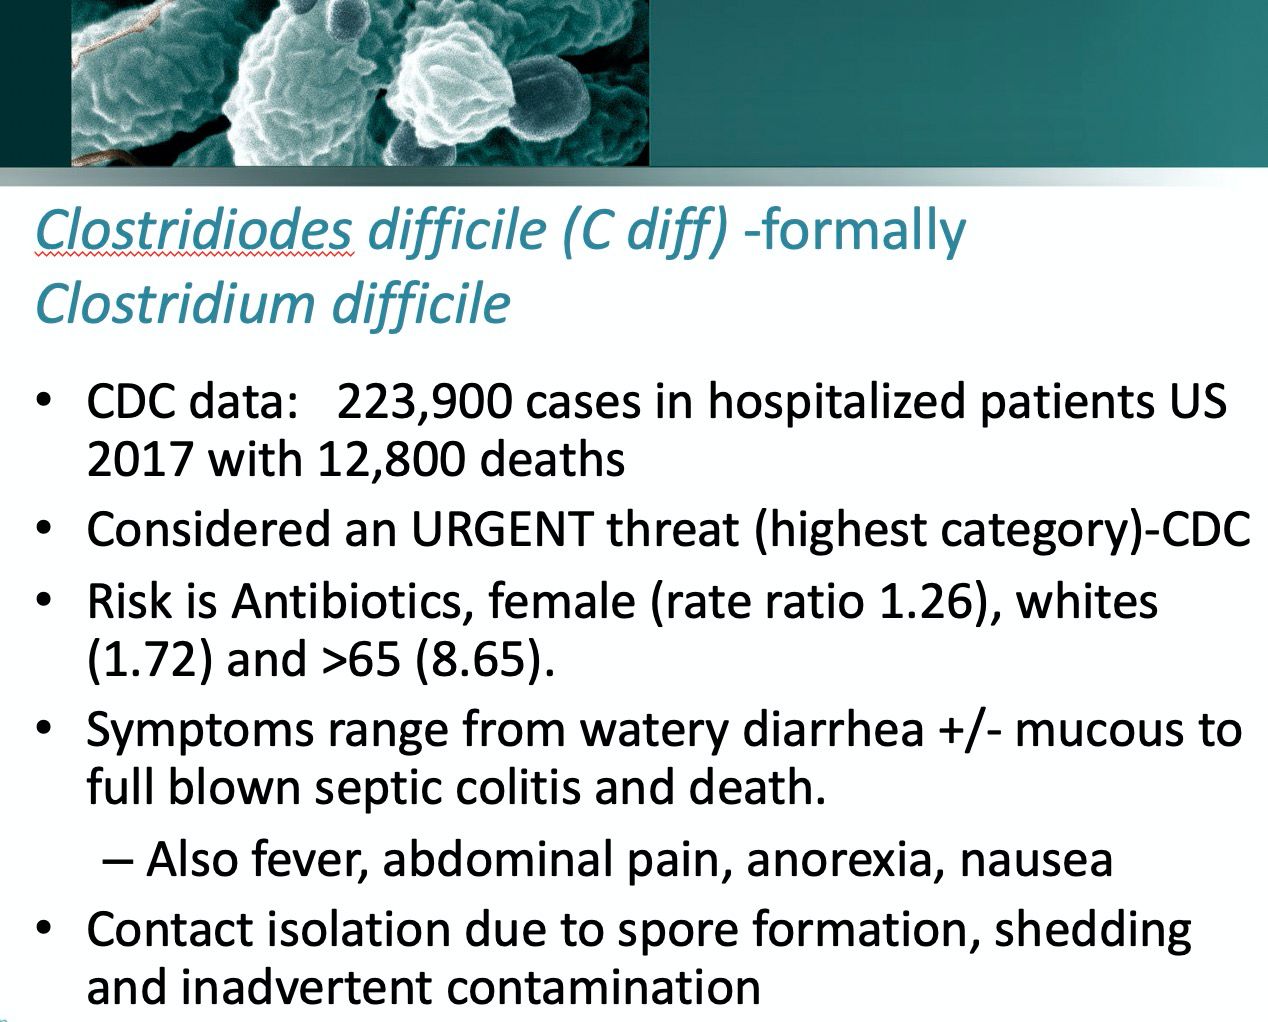 Clostridiodes difficile (C diff) -formally
Clostridium difficile
• CDC data:   223,900 cases in hospitalized patients US
2017 with 12,800 deaths
• Considered an URGENT threat (highest category)-CDC
• Risk is Antibiotics, female (rate ratio 1.26), whites
(1.72) and >65 (8.65).
• Symptoms range from watery diarrhea +/- mucous to
full blown septic colitis and death.
– Also fever, abdominal pain, anorexia, nausea
• Contact isolation due to spore formation, shedding
and inadvertent contamination